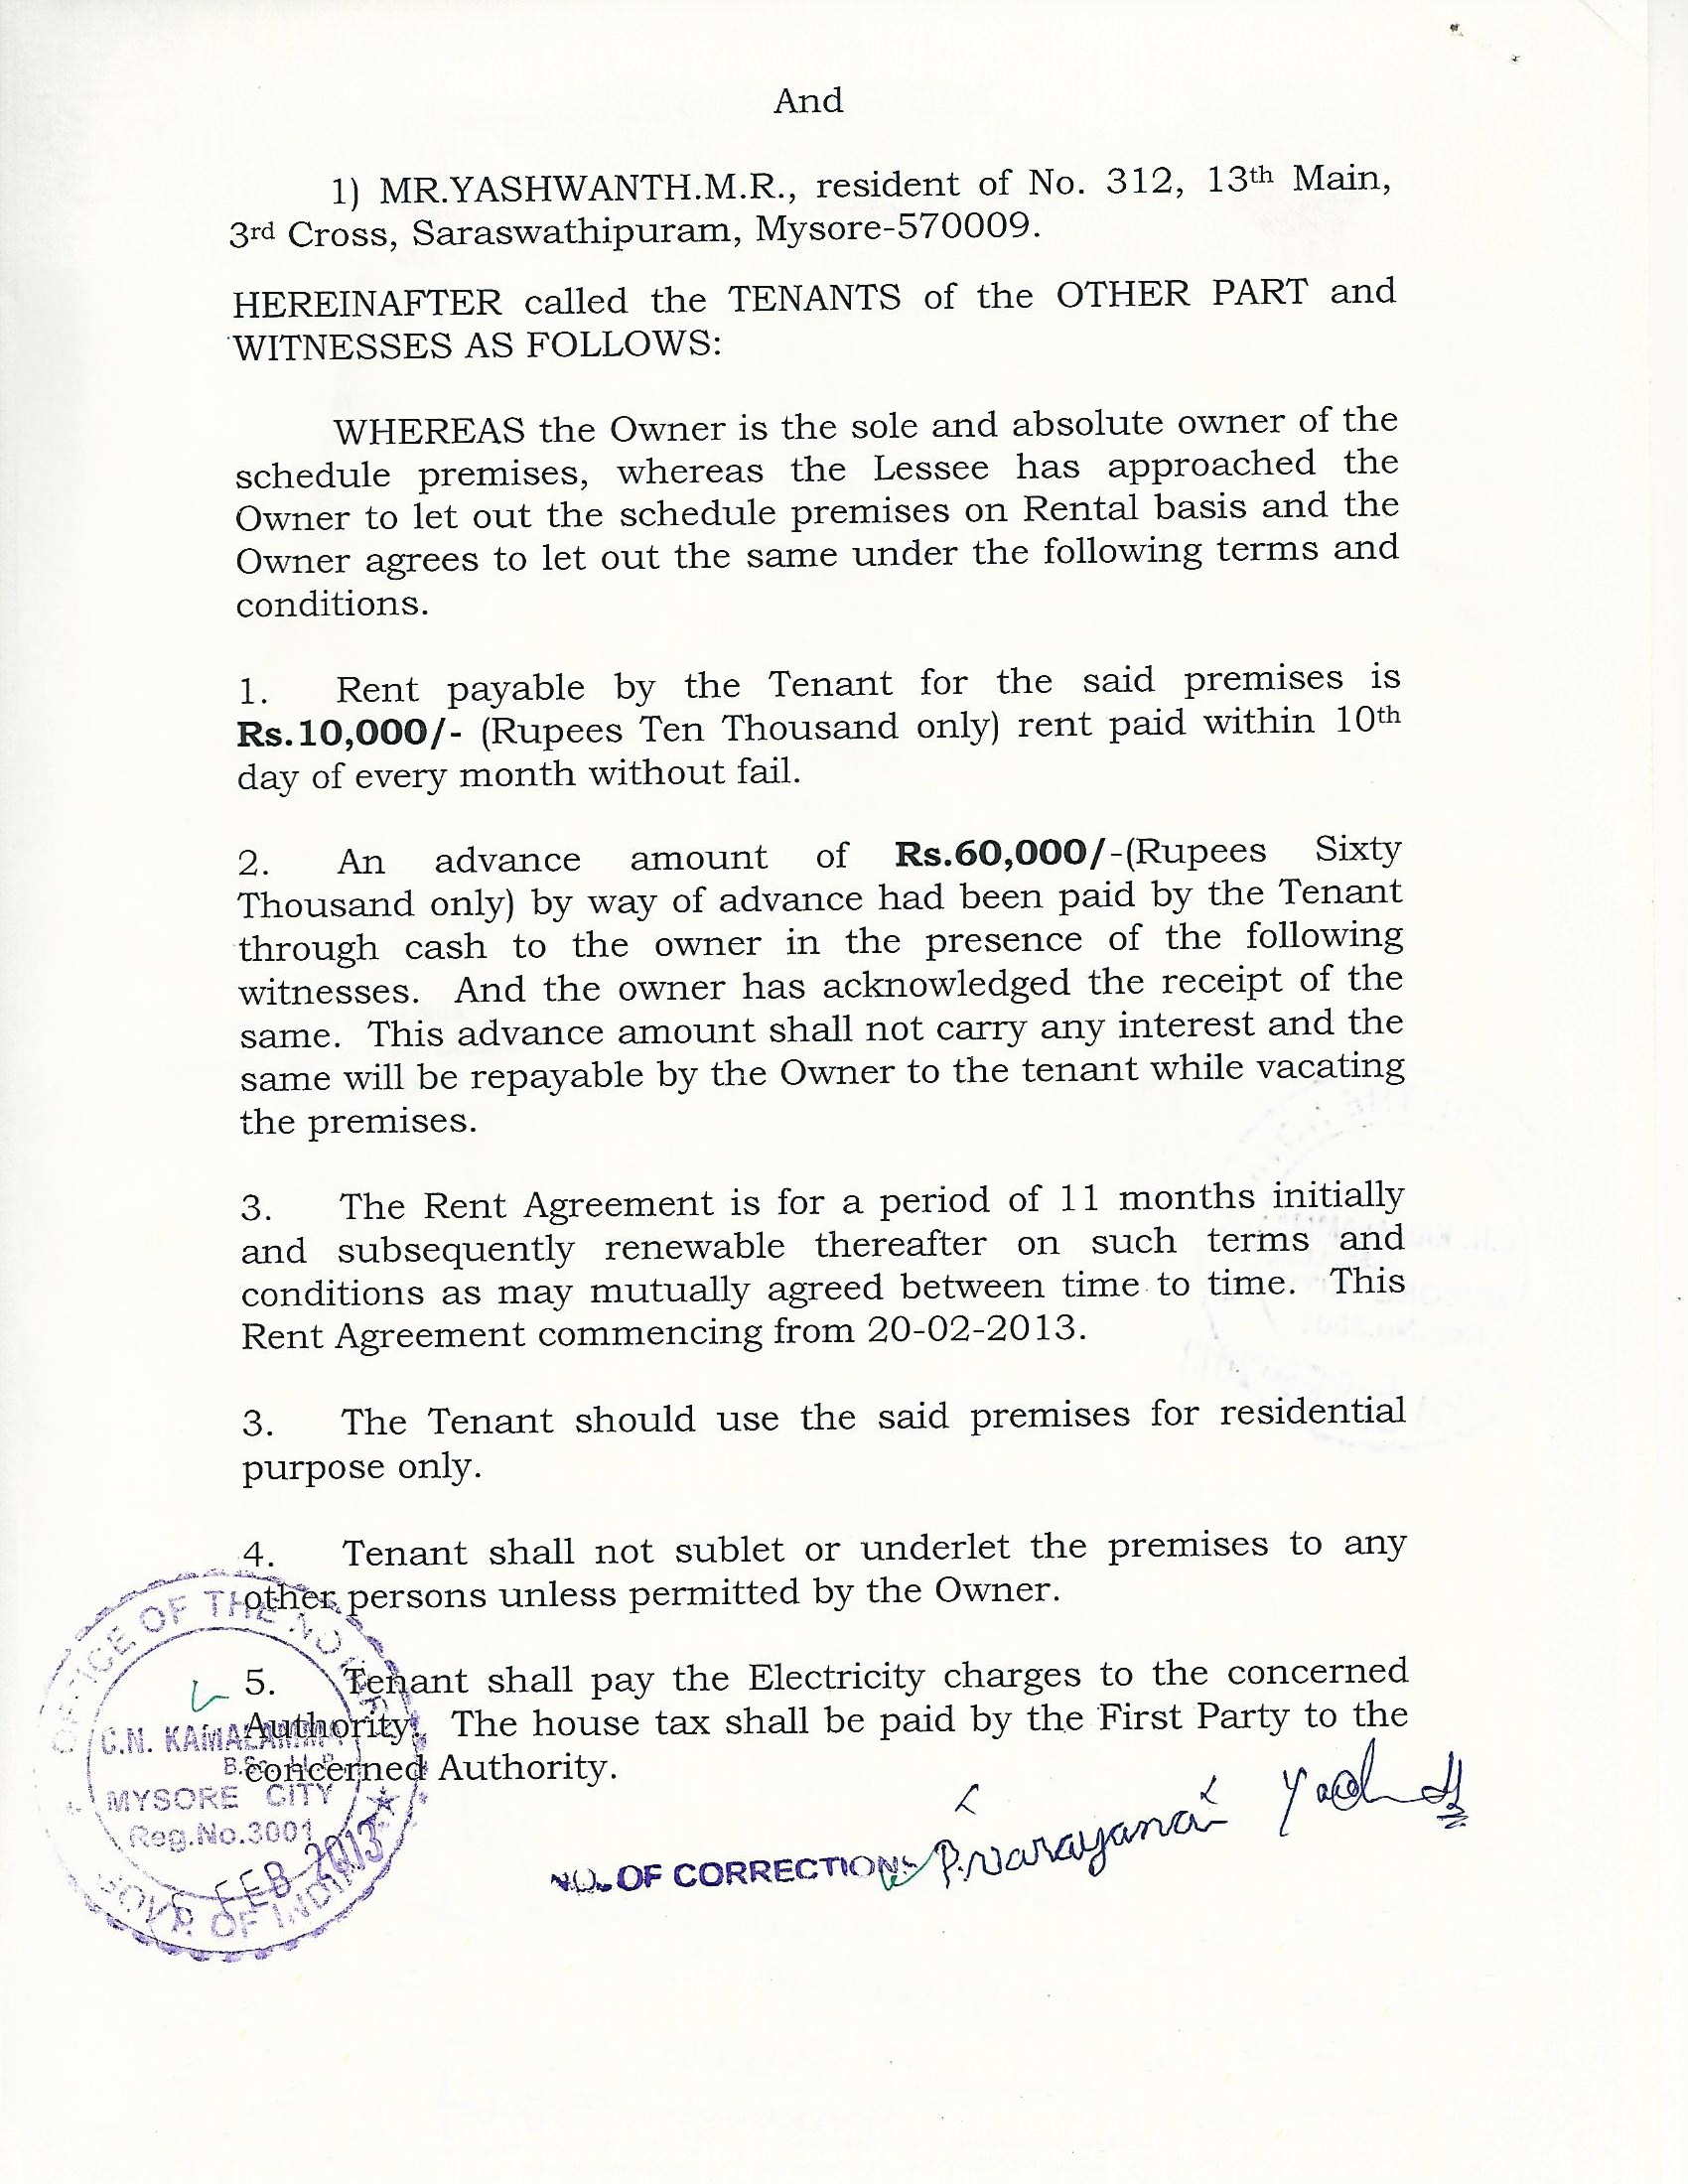 And
1) MR.YASHWANTH.M.R., resident of No. 312, 13th Main,
3rd Cross, Saraswathipuram, Mysore-570009.
HEREINAFTER called the TENANTS of the OTHER PART and
WITNESSES AS FOLLOWS:
WHEREAS the Owner is the sole and absolute owner of the
schedule premises, whereas the Lessee has approached the
Owner to let out the schedule premises on Rental basis and the
Owner agrees to let out the same under the following terms and
conditions.
1. Rent payable by the Tenant for the said premises is
Rs.10,000/- (Rupees Ten Thousand only) rent paid within 10th
day of every month without fail.
2. An advance amount of Rs.60,000/-(Rupees Sixty
Thousand only) by way of advance had been paid by the Tenant
through cash to the owner in the presence of the following
witnesses. And the owner has acknowledged the receipt of the
same. This advance amount shall not carry any interest and the
same will be repayable by the Owner to the tenant while vacating
the premises.
3. The Rent Agreement is for a period of 11 months initially
and subsequently renewable thereafter on such terms and
conditions as may mutually agreed between time to time. This
Rent Agreement commencing from 20-02-2013.
3. The Tenant should use the said premises for residential
purpose only.
4. Tenant shall not sublet or underlet the premises to any
other persons unless permitted by the Owner.
5. Tenant shall pay the Electricity charges to the concerned
Authority. The house tax shall be paid by the First Party to the
concerned Authority.
OFFICE OF THE NOTARY
C.N. KAMALAMMA
MYSORE CITY
Reg.No.3001
FEB 2013
GOVT. OF INDIA
NO. OF CORRECTIONS
P. Narayana